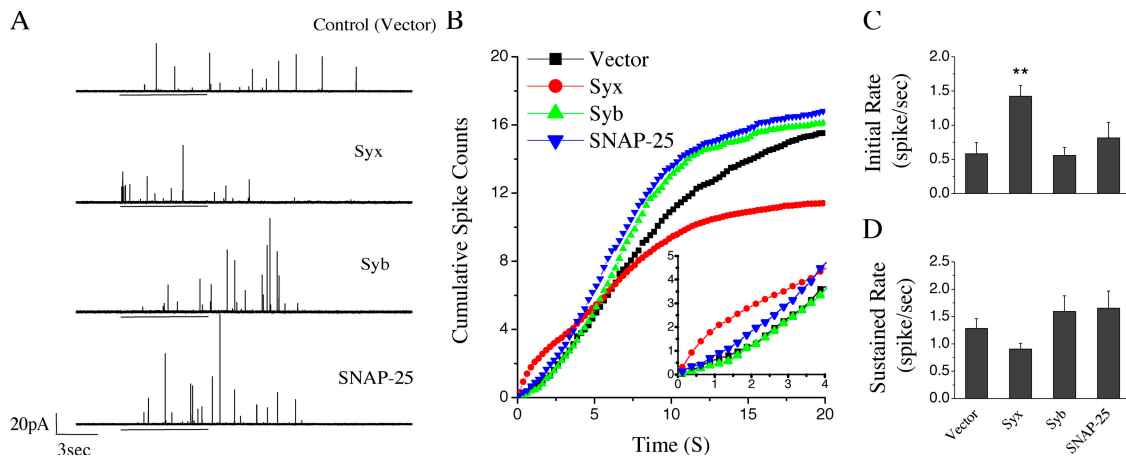 A
Control (Vector)
Syx
Syb
SNAP-25
20pA
3sec
B
Vector
Syx
Syb
SNAP-25
Cumulative Spike Counts
20
16
12
8
4
0
0 5 10 15 20
Time (S)
5
4
3
2
1
0
0 1 2 3 4
C
**
Initial Rate
(spike/sec)
2.0
1.5
1.0
0.5
0.0
D
Sustained Rate
(spike/sec)
2.5
2.0
1.5
1.0
0.5
0.0
Vector
Syx
Syb
SNAP-25